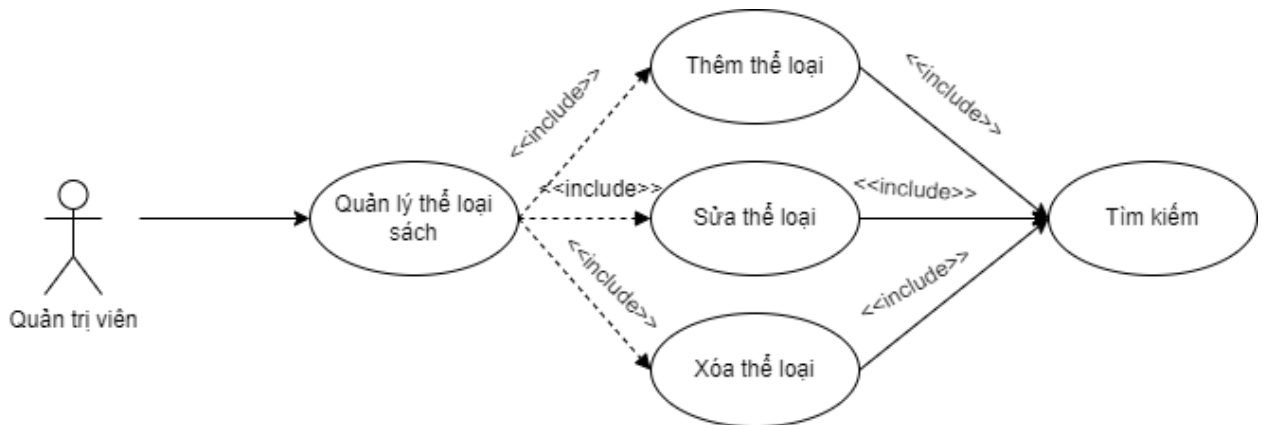 Quản trị viên
Quản lý thể loại
sách
<<include>>
<<include>>
<<include>>
Thêm thể loại
Sửa thể loại
Xóa thể loại
<<include>>
<<include>>
<<include>>
Tìm kiếm